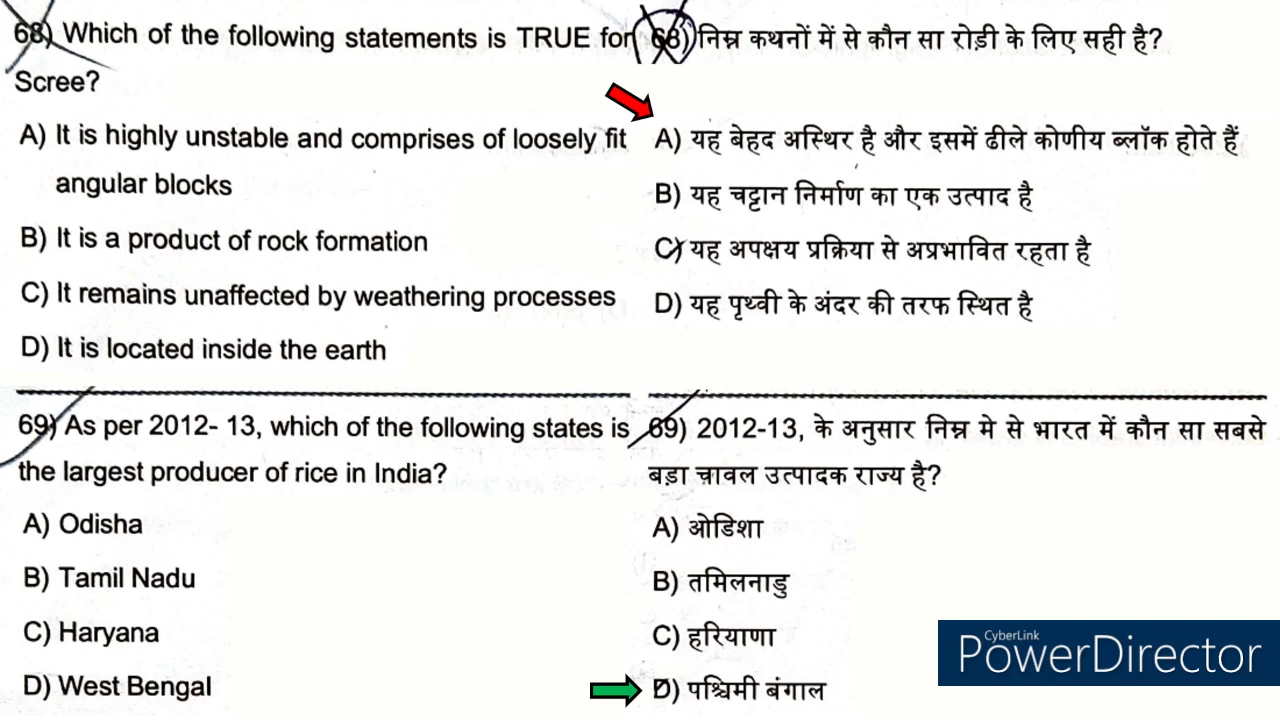 68) Which of the following statements is TRUE for
Scree?
A) It is highly unstable and comprises of loosely fit
angular blocks
B) It is a product of rock formation
C) It remains unaffected by weathering processes
D) It is located inside the earth
68) निम्न कथनों में से कौन सा रोड़ी के लिए सही है?
A) यह बेहद अस्थिर है और इसमें ढीले कोणीय ब्लॉक होते हैं
B) यह चट्टान निर्माण का एक उत्पाद है
C) यह अपक्षय प्रक्रिया से अप्रभावित रहता है
D) यह पृथ्वी के अंदर की तरफ स्थित है
69) As per 2012- 13, which of the following states is
the largest producer of rice in India?
A) Odisha
B) Tamil Nadu
C) Haryana
D) West Bengal
69) 2012-13, के अनुसार निम्न मे से भारत में कौन सा सबसे
बड़ा चावल उत्पादक राज्य है?
A) ओडिशा
B) तमिलनाडु
C) हरियाणा
D) पश्चिमी बंगाल
CyberLink
PowerDirector